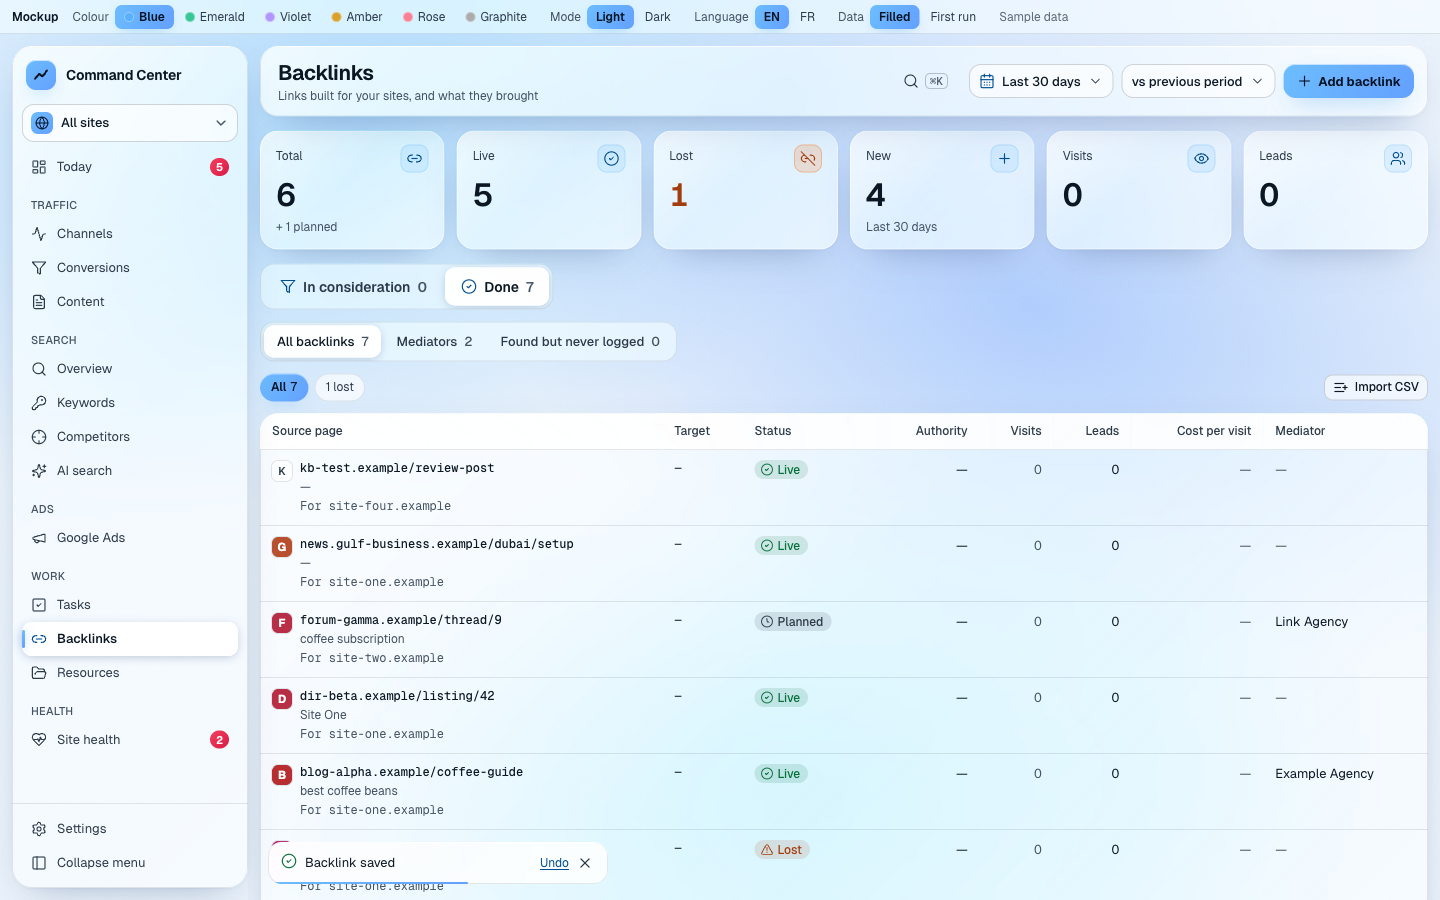 Mockup Colour Blue Emerald Violet Amber Rose Graphite Mode Light Dark Language EN FR Data Filled First run Sample data
Command Center
All sites
Today 5
TRAFFIC
Channels
Conversions
Content
SEARCH
Overview
Keywords
Competitors
AI search
ADS
Google Ads
WORK
Tasks
Backlinks
Resources
HEALTH
Site health 2
Settings
Collapse menu
Backlinks
Links built for your sites, and what they brought
⌘K
Last 30 days
vs previous period
Add backlink
Total
6
+ 1 planned
Live
5
Lost
1
New
4
Last 30 days
Visits
0
Leads
0
In consideration 0 Done 7
All backlinks 7 Mediators 2 Found but never logged 0
All 7 1 lost Import CSV
Source page Target Status Authority Visits Leads Cost per visit Mediator
K kb-test.example/review-post – Live — 0 0 — —
—
For site-four.example
G news.gulf-business.example/dubai/setup – Live — 0 0 — —
—
For site-one.example
F forum-gamma.example/thread/9 – Planned — 0 0 — Link Agency
coffee subscription
For site-two.example
D dir-beta.example/listing/42 – Live — 0 0 — —
Site One
For site-one.example
B blog-alpha.example/coffee-guide – Live — 0 0 — Example Agency
best coffee beans
For site-one.example
– Lost — 0 0 — —
Backlink saved Undo
For site-one.example